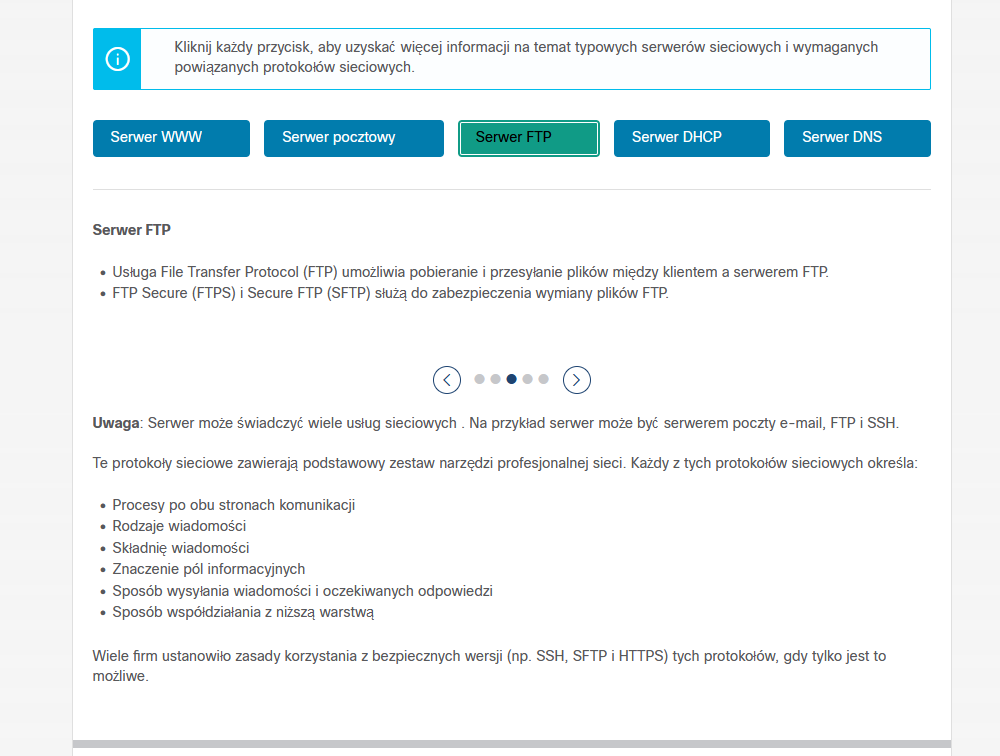 Kliknij każdy przycisk, aby uzyskać więcej informacji na temat typowych serwerów sieciowych i wymaganych
powiązanych protokołów sieciowych.
Serwer WWW
Serwer pocztowy
Serwer FTP
Serwer DHCP
Serwer DNS
Serwer FTP
• Usługa File Transfer Protocol (FTP) umożliwia pobieranie i przesyłanie plików między klientem a serwerem FTP.
• FTP Secure (FTPS) i Secure FTP (SFTP) służą do zabezpieczenia wymiany plików FTP.
Uwaga: Serwer może świadczyć wiele usług sieciowych . Na przykład serwer może być serwerem poczty e-mail, FTP i SSH.
Te protokoły sieciowe zawierają podstawowy zestaw narzędzi profesjonalnej sieci. Każdy z tych protokołów sieciowych określa:
• Procesy po obu stronach komunikacji
• Rodzaje wiadomości
• Składnię wiadomości
• Znaczenie pól informacyjnych
• Sposób wysyłania wiadomości i oczekiwanych odpowiedzi
• Sposób współdziałania z niższą warstwą
Wiele firm ustanowiło zasady korzystania z bezpiecznych wersji (np. SSH, SFTP i HTTPS) tych protokołów, gdy tylko jest to
możliwe.